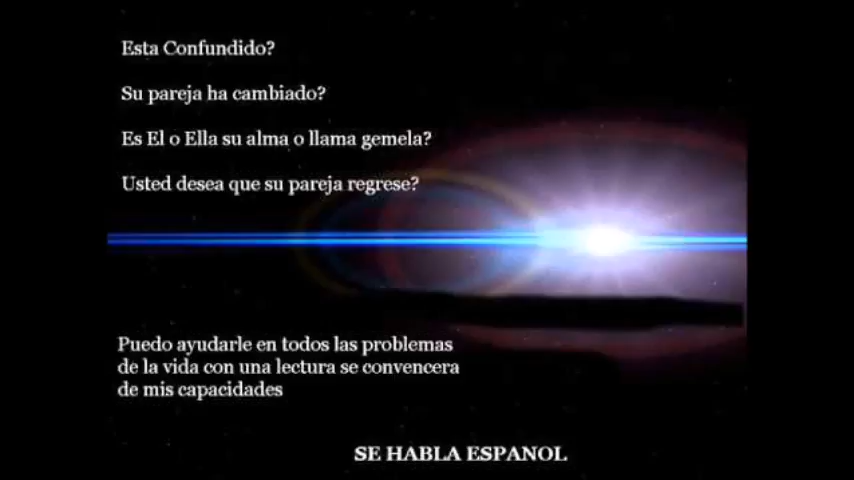 Esta Confundido?
Su pareja ha cambiado?
Es El o Ella su alma o llama gemela?
Usted desea que su pareja regrese?
Puedo ayudarle en todos las problemas
de la vida con una lectura se convencera
de mis capacidades
SE HABLA ESPANOL